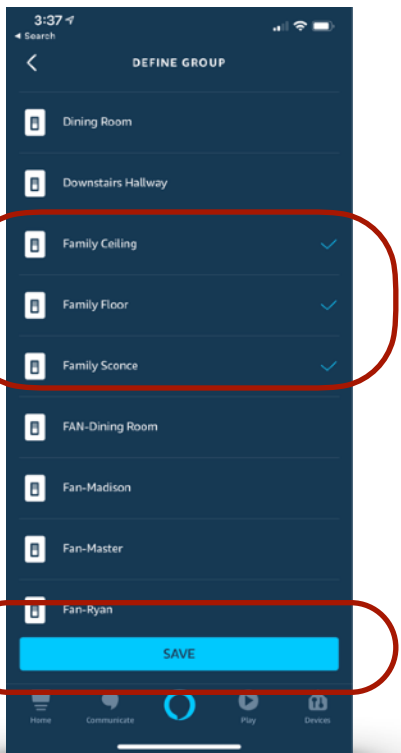 3:37
◄ Search
DEFINE GROUP
Dining Room
Downstairs Hallway
Family Ceiling
Family Floor
Family Sconce
FAN-Dining Room
Fan-Madison
Fan-Master
Fan-Ryan
SAVE
Home Communicate Play Devices